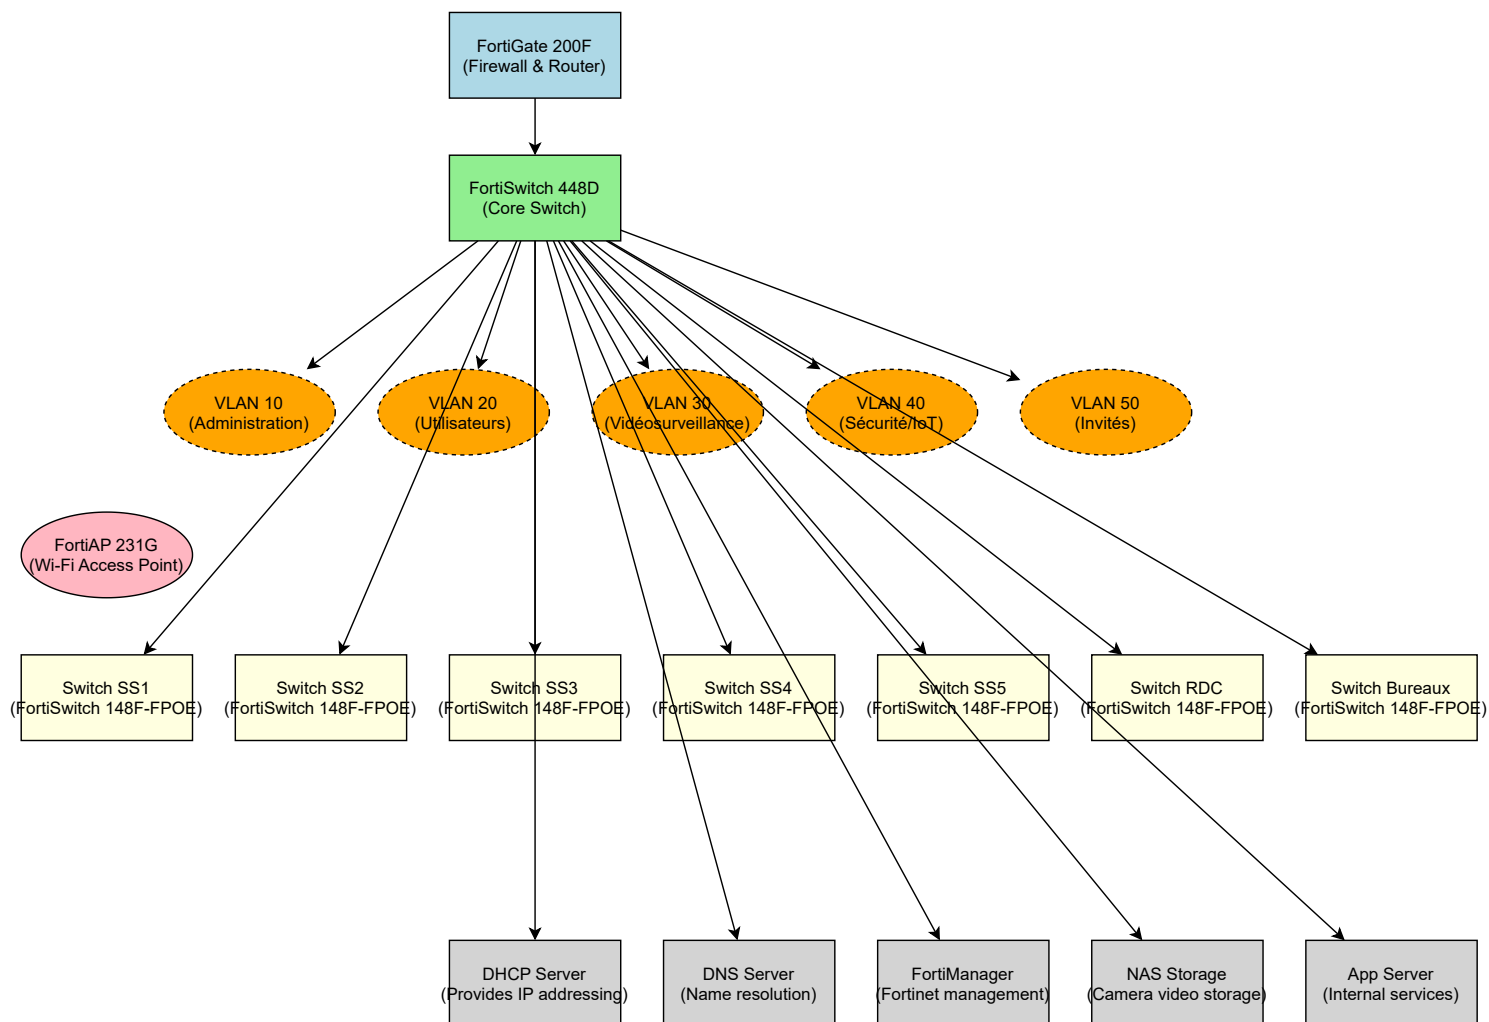 FortiGate 200F
(Firewall & Router)
FortiSwitch 448D
(Core Switch)
VLAN 10
(Administration)
VLAN 20
(Utilisateurs)
VLAN 30
(Vidéosurveillance)
VLAN 40
(Sécurité/IoT)
VLAN 50
(Invités)
FortiAP 231G
(Wi-Fi Access Point)
Switch SS1
(FortiSwitch 148F-FPOE)
Switch SS2
(FortiSwitch 148F-FPOE)
Switch SS3
(FortiSwitch 148F-FPOE)
Switch SS4
(FortiSwitch 148F-FPOE)
Switch SS5
(FortiSwitch 148F-FPOE)
Switch RDC
(FortiSwitch 148F-FPOE)
Switch Bureaux
(FortiSwitch 148F-FPOE)
DHCP Server
(Provides IP addressing)
DNS Server
(Name resolution)
FortiManager
(Fortinet management)
NAS Storage
(Camera video storage)
App Server
(Internal services)